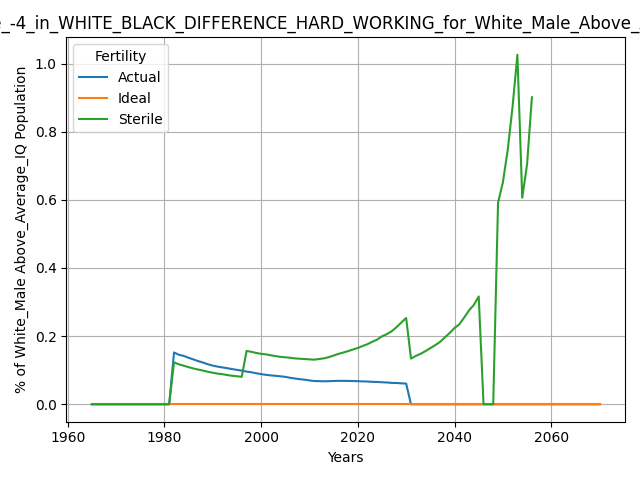 _-4_in_WHITE_BLACK_DIFFERENCE_HARD_WORKING_for_White_Male_Above_
Fertility
Actual
Ideal
Sterile
% of White_Male Above_Average_IQ Population
1.0
0.8
0.6
0.4
0.2
0.0
1960
1980
2000
2020
2040
2060
Years